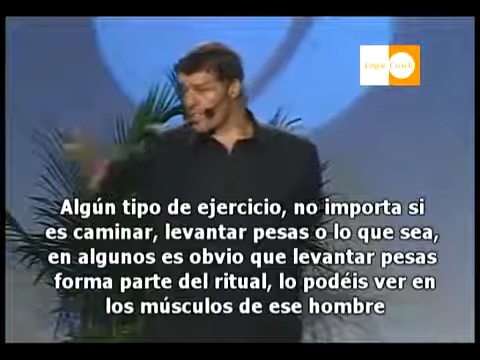 Coach
Algún tipo de ejercicio, no importa si
es caminar, levantar pesas o lo que sea,
en algunos es obvio que levantar pesas
forma parte del ritual, lo podéis ver en
los músculos de ese hombre